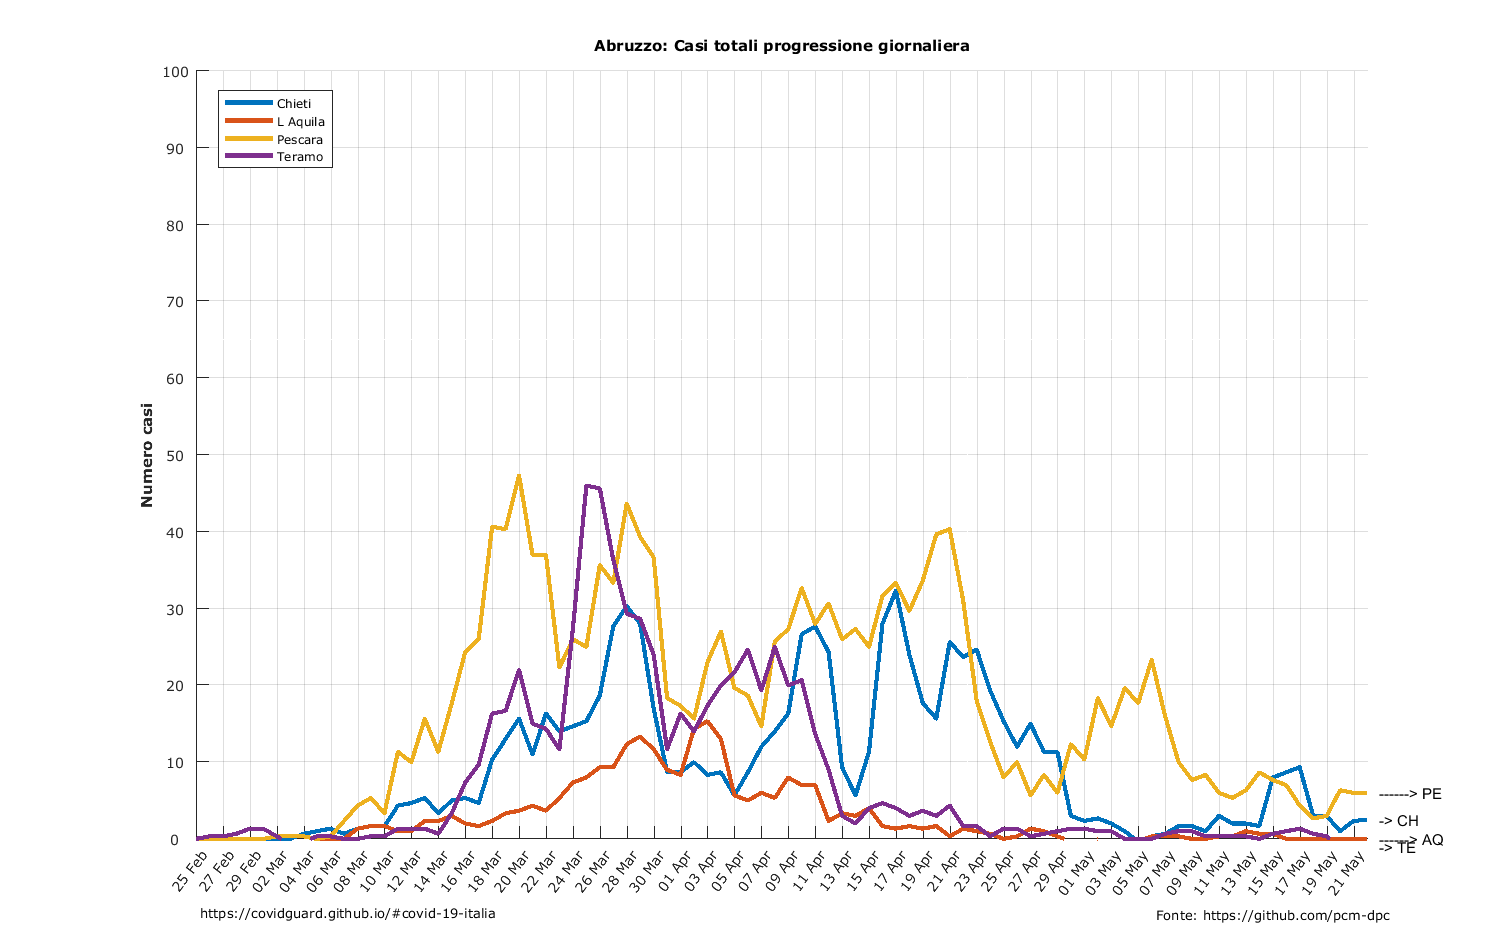 Abruzzo: Casi totali progressione giornaliera
100
90
80
70
60
50
40
30
20
10
0
Numero casi
Chieti
L Aquila
Pescara
Teramo
------> PE
-> CH
------> AQ
-> TE
25 Feb
27 Feb
29 Feb
02 Mar
04 Mar
06 Mar
08 Mar
10 Mar
12 Mar
14 Mar
16 Mar
18 Mar
20 Mar
22 Mar
24 Mar
26 Mar
28 Mar
30 Mar
01 Apr
03 Apr
05 Apr
07 Apr
09 Apr
11 Apr
13 Apr
15 Apr
17 Apr
19 Apr
21 Apr
23 Apr
25 Apr
27 Apr
29 Apr
01 May
03 May
05 May
07 May
09 May
11 May
13 May
15 May
17 May
19 May
21 May
https://covidguard.github.io/#covid-19-italia
Fonte: https://github.com/pcm-dpc